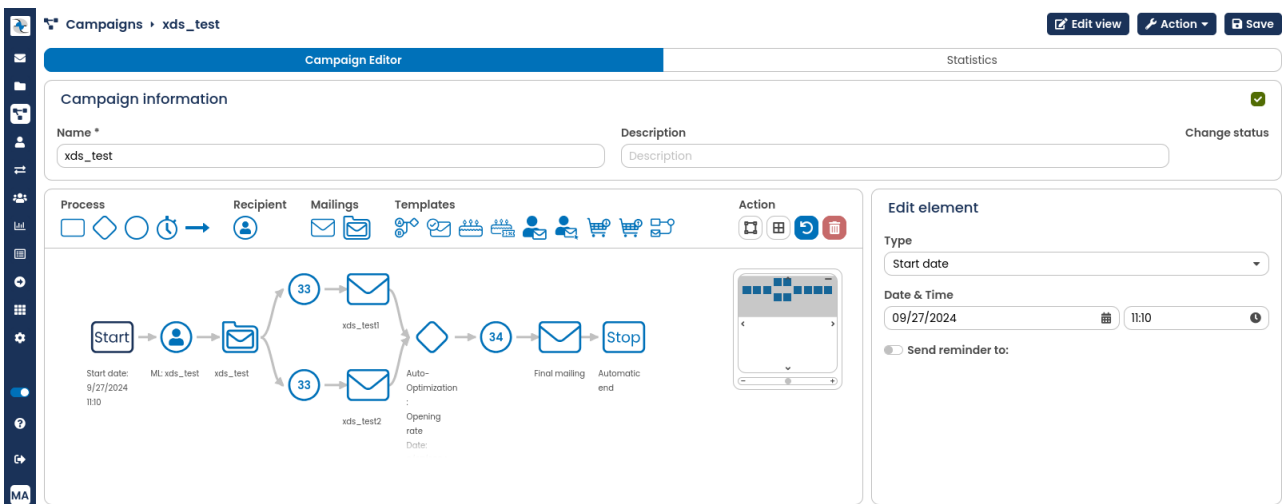 Campaigns › xds_test
Edit view
Action
Save
Campaign Editor
Statistics
Campaign information
Name *
Description
Change status
xds_test
Description
Process
Recipient
Mailings
Templates
Action
Edit element
Type
Start date
Date & Time
09/27/2024
11:10
Send reminder to:
33
xds_test1
Start
34
Stop
Start date:
9/27/2024
11:10
ML: xds_test
xds_test
Auto-
Optimization
:
Opening
rate
Date:
Final mailing
Automatic
end
33
xds_test2
MA